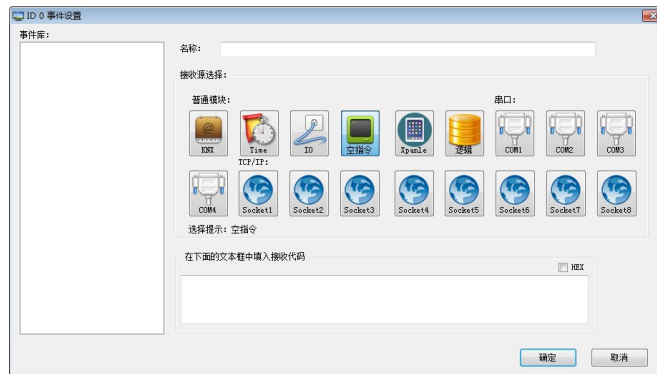 ID 0 事件设置
事件库:
名称:
接收源选择:
普通模块: 串口:
KNX Time IO 空指令 Xpanle 逻辑 COM1 COM2 COM3
TCP/IP:
COM4 Socket1 Socket2 Socket3 Socket4 Socket5 Socket6 Socket7 Socket8
选择提示: 空指令
在下面的文本框中填入接收代码
HEX
确定 取消